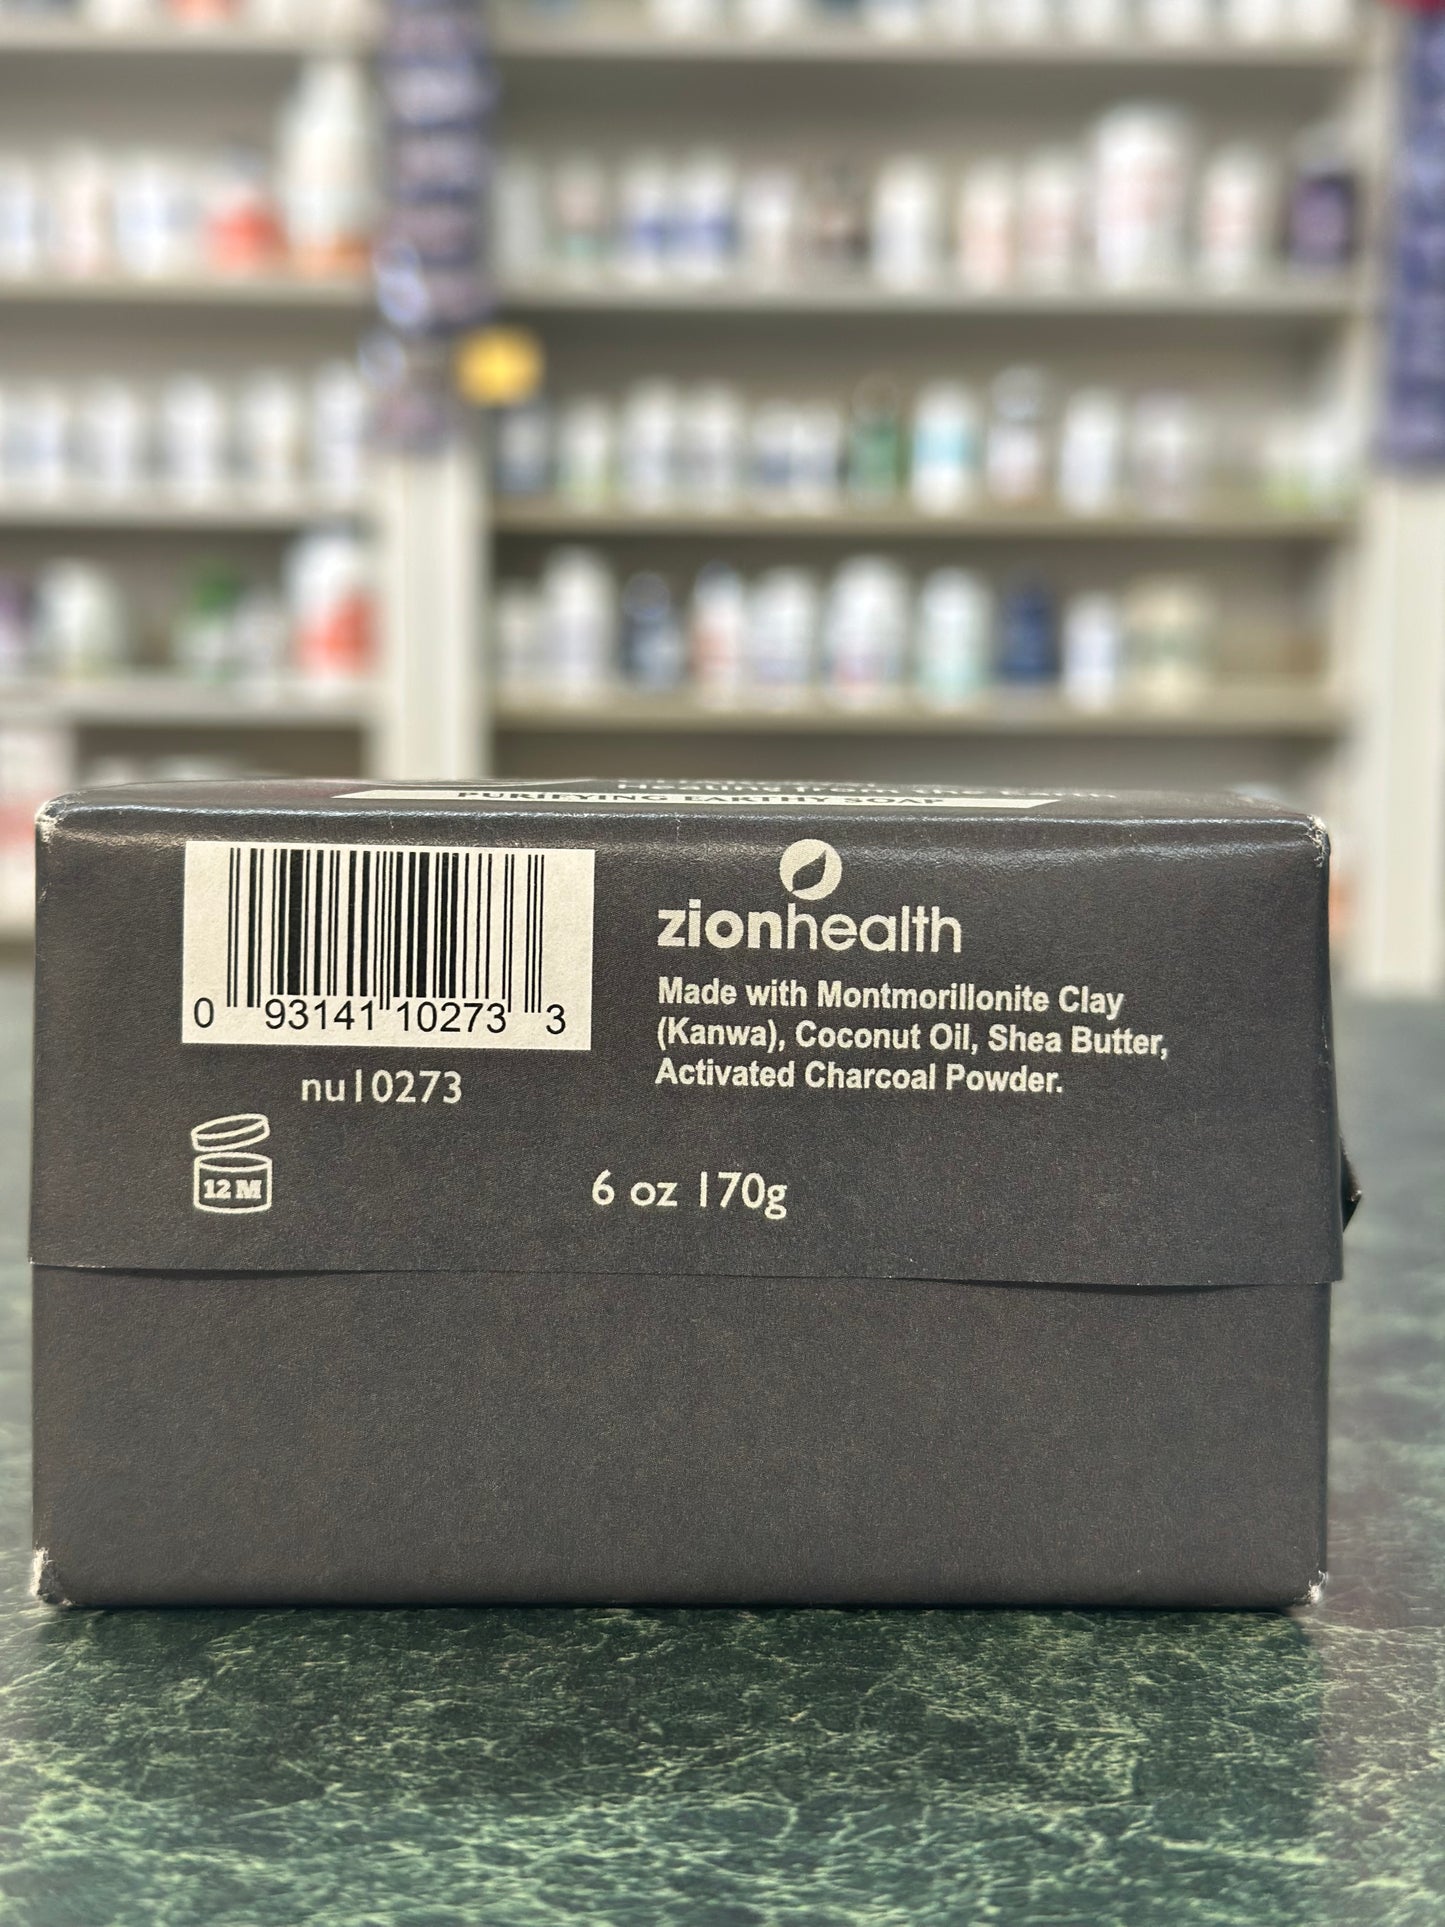 Healing from the earth
PURIFYING EARTHY SOAP
0 93141 10273 3
nu10273
12 M
zionhealth
Made with Montmorillonite Clay
(Kanwa), Coconut Oil, Shea Butter,
Activated Charcoal Powder.
6 oz 170g